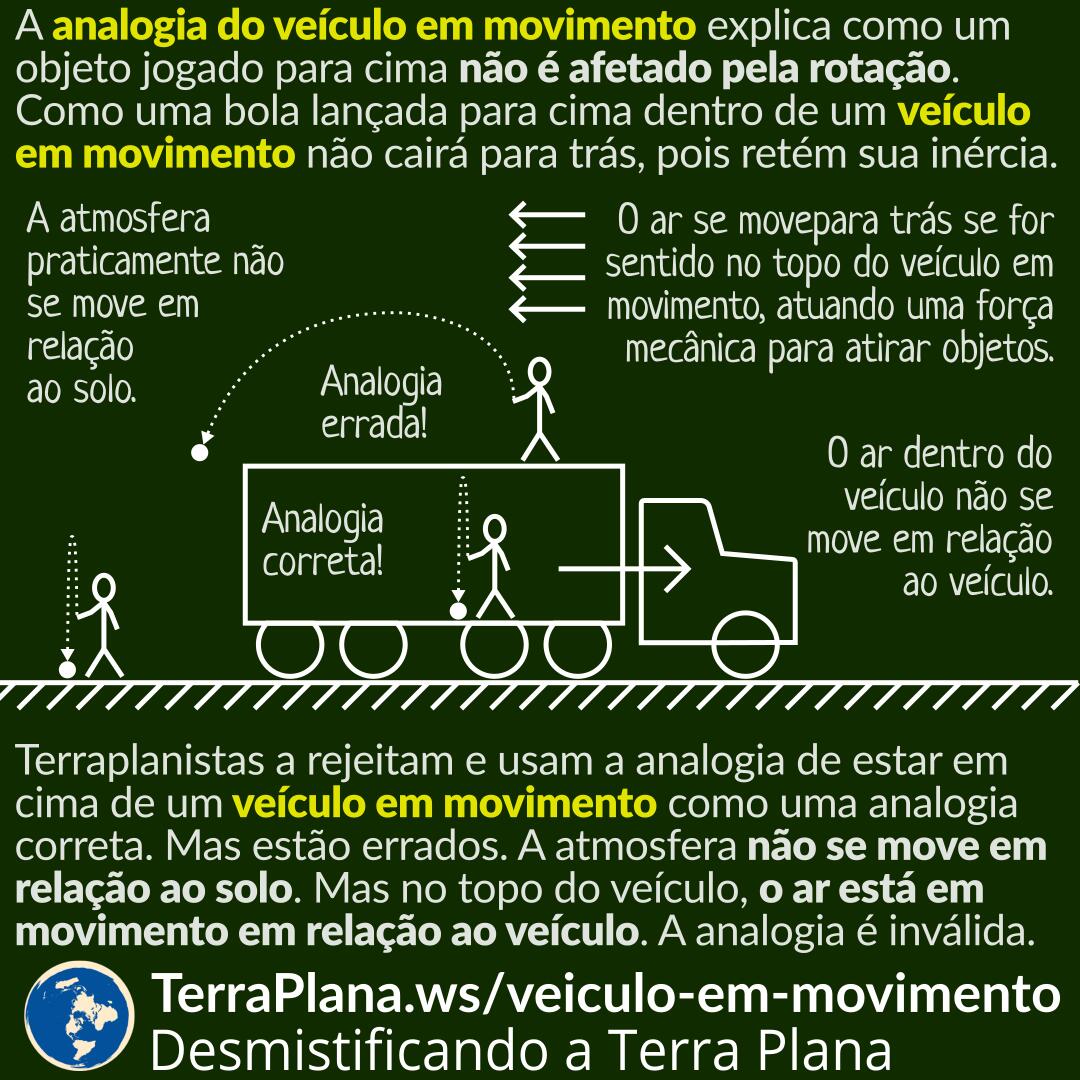 A analogia do veículo em movimento explica como um
objeto jogado para cima não é afetado pela rotação.
Como uma bola lançada para cima dentro de um veículo
em movimento não cairá para trás, pois retém sua inércia.
A atmosfera
praticamente não
se move em
relação
ao solo.
O ar se movepara trás se for
sentido no topo do veículo em
movimento, atuando uma força
mecânica para atirar objetos.
Analogia
errada!
O ar dentro do
veículo não se
move em relação
ao veículo.
Analogia
correta!
Terraplanistas a rejeitam e usam a analogia de estar em
cima de um veículo em movimento como uma analogia
correta. Mas estão errados. A atmosfera não se move em
relação ao solo. Mas no topo do veículo, o ar está em
movimento em relação ao veículo. A analogia é inválida.
TerraPlana.ws/veiculo-em-movimento
Desmistificando a Terra Plana